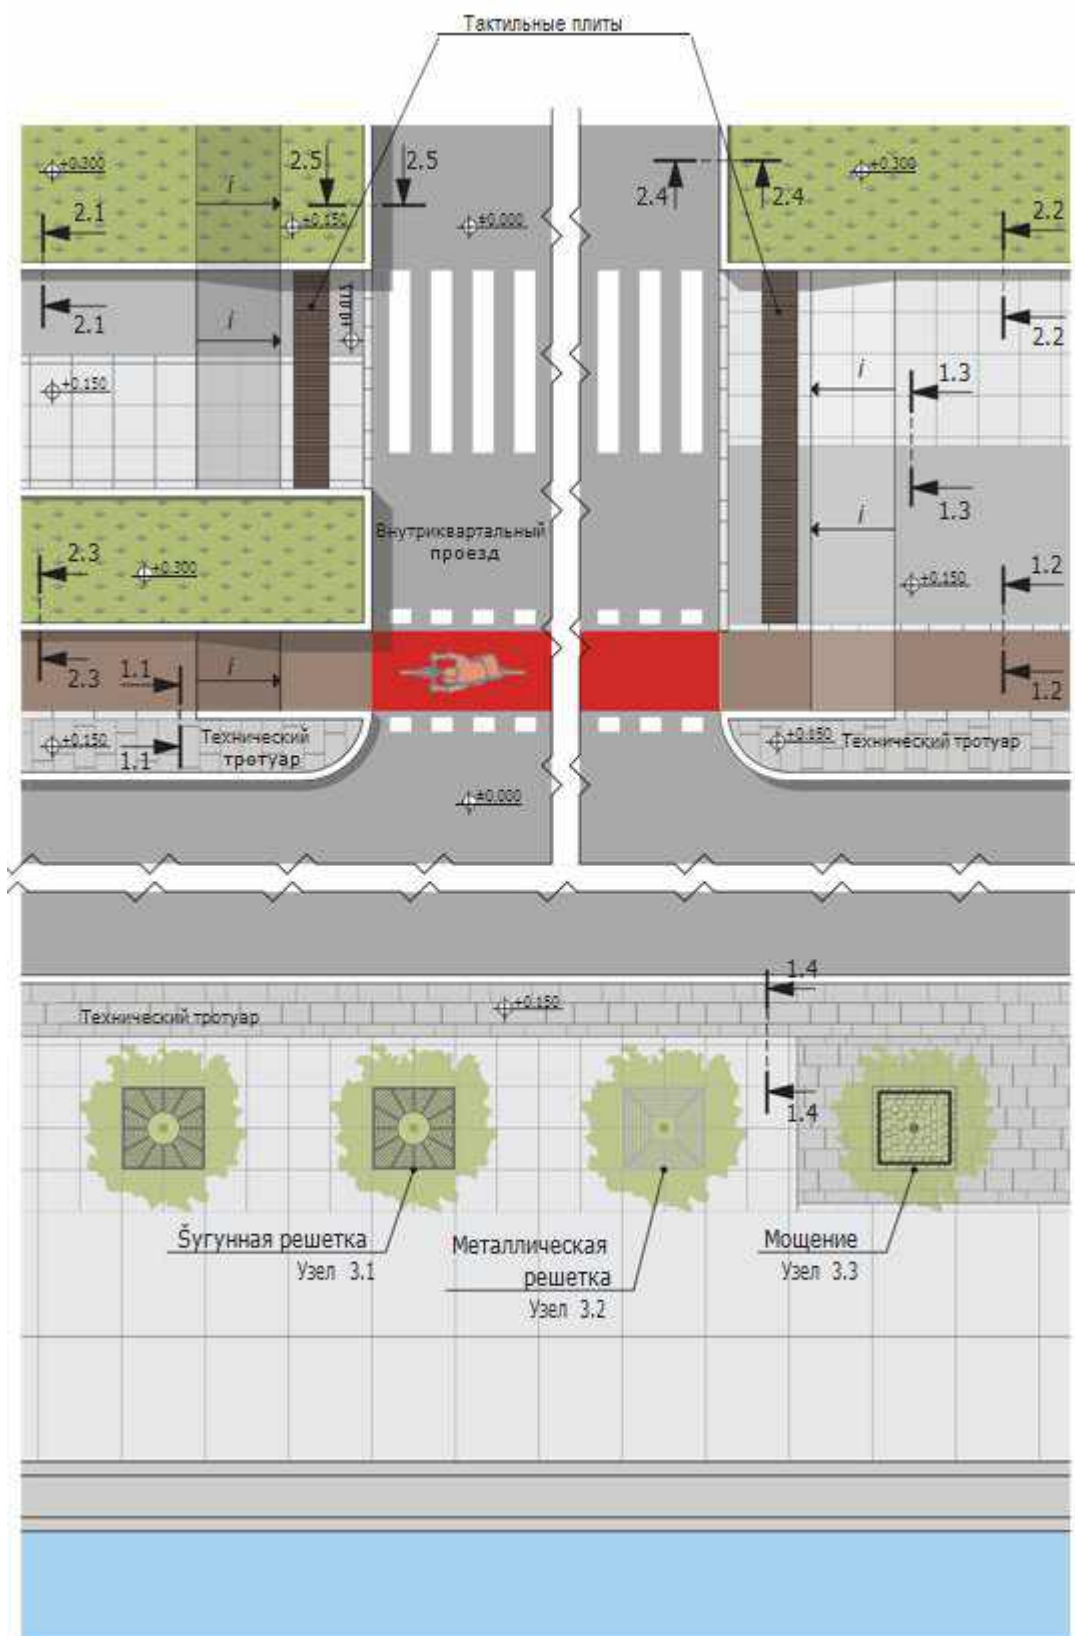 Тактильные плиты
+0.300
i
2.5
2.5
2.4
2.4
+0.300
2.1
+0.150
±0.000
2.2
2.1
i
+0.015
2.2
+0.150
i
1.3
1.3
Внутриквартальный
проезд
i
2.3
+0.300
+0.150
1.2
2.3
1.1
i
1.2
+0.150
1.1
Технический
тротуар
+0.150
Технический тротуар
±0.000
1.4
+0.150
Технический тротуар
1.4
Šугунная решетка
Узел 3.1
Металлическая
решетка
Узел 3.2
Мощение
Узел 3.3